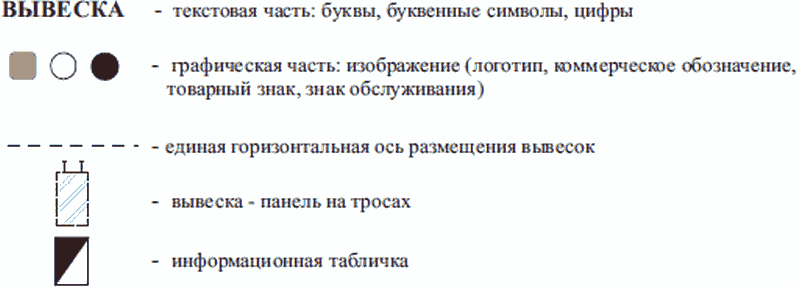 ВЫВЕСКА - текстовая часть: буквы, буквенные символы, цифры
- графическая часть: изображение (логотип, коммерческое обозначение,
товарный знак, знак обслуживания)
- единая горизонтальная ось размещения вывесок
- вывеска - панель на тросах
- информационная табличка